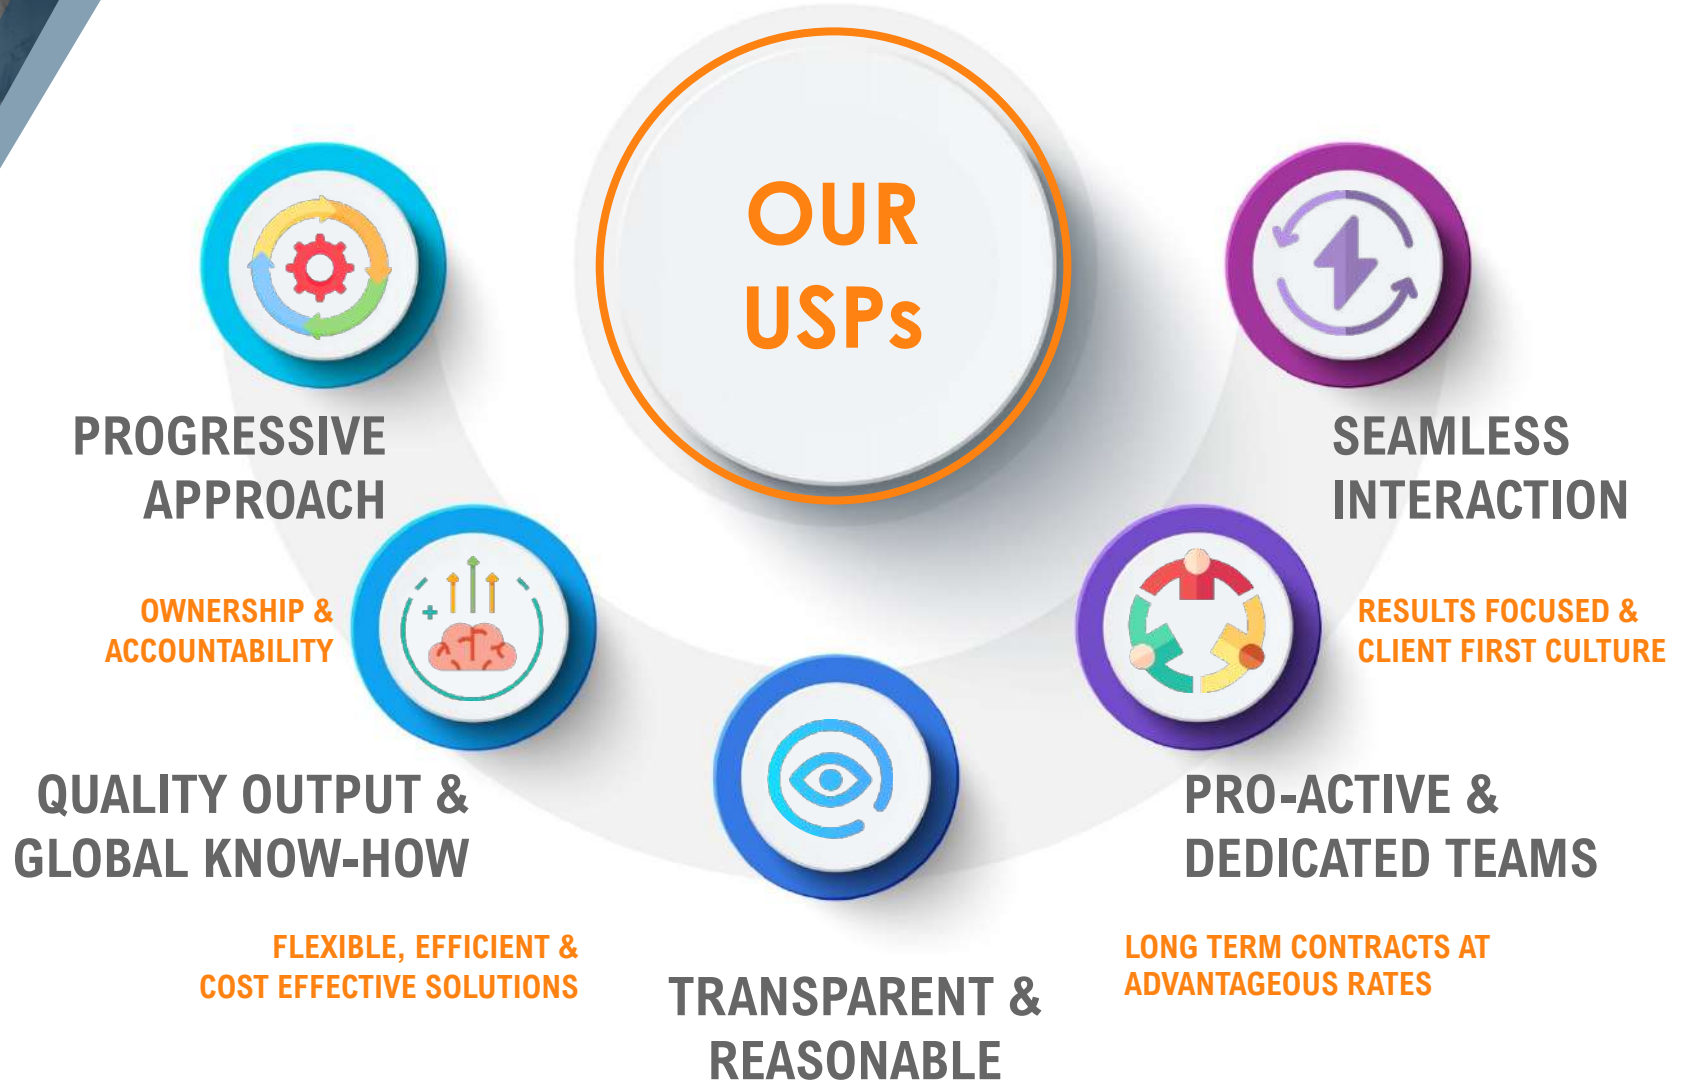 OUR
USPs
PROGRESSIVE
APPROACH
SEAMLESS
INTERACTION
OWNERSHIP &
ACCOUNTABILITY
RESULTS FOCUSED &
CLIENT FIRST CULTURE
QUALITY OUTPUT &
GLOBAL KNOW-HOW
PRO-ACTIVE &
DEDICATED TEAMS
FLEXIBLE, EFFICIENT &
COST EFFECTIVE SOLUTIONS
LONG TERM CONTRACTS AT
ADVANTAGEOUS RATES
TRANSPARENT &
REASONABLE